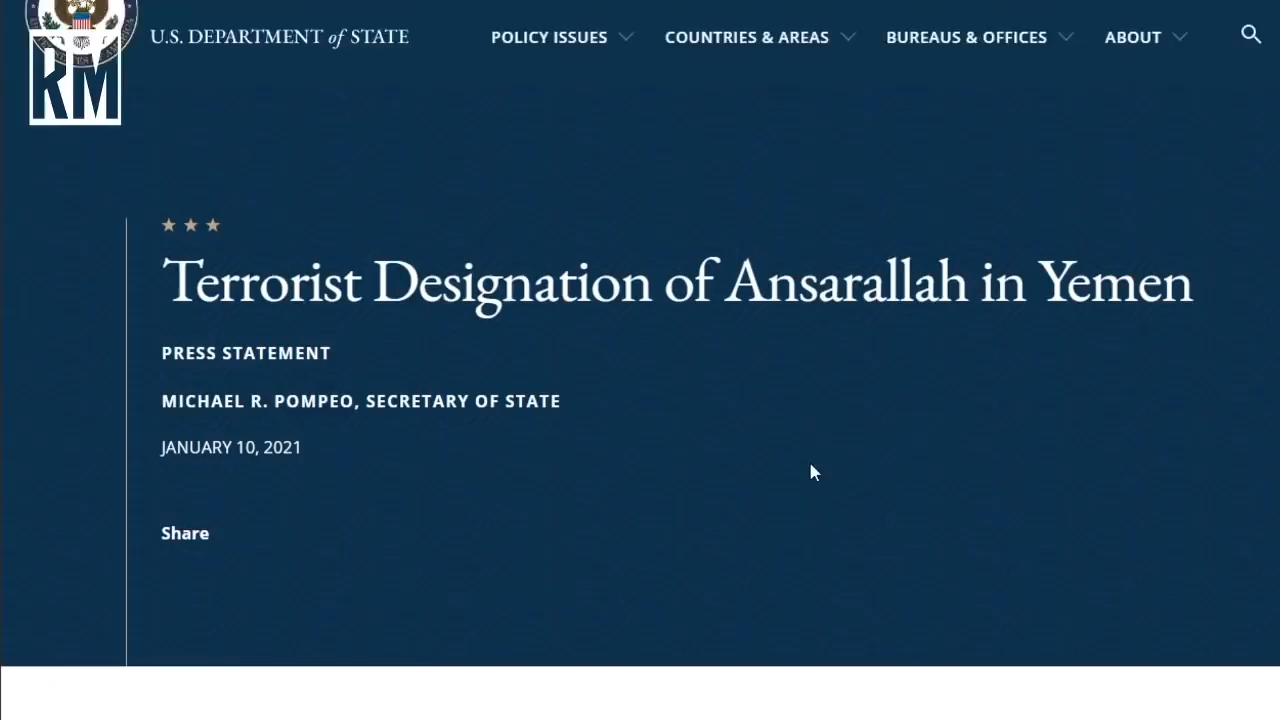 U.S. DEPARTMENT of STATE POLICY ISSUES COUNTRIES & AREAS BUREAUS & OFFICES ABOUT
RM
Terrorist Designation of Ansarallah in Yemen
PRESS STATEMENT
MICHAEL R. POMPEO, SECRETARY OF STATE
JANUARY 10, 2021
Share